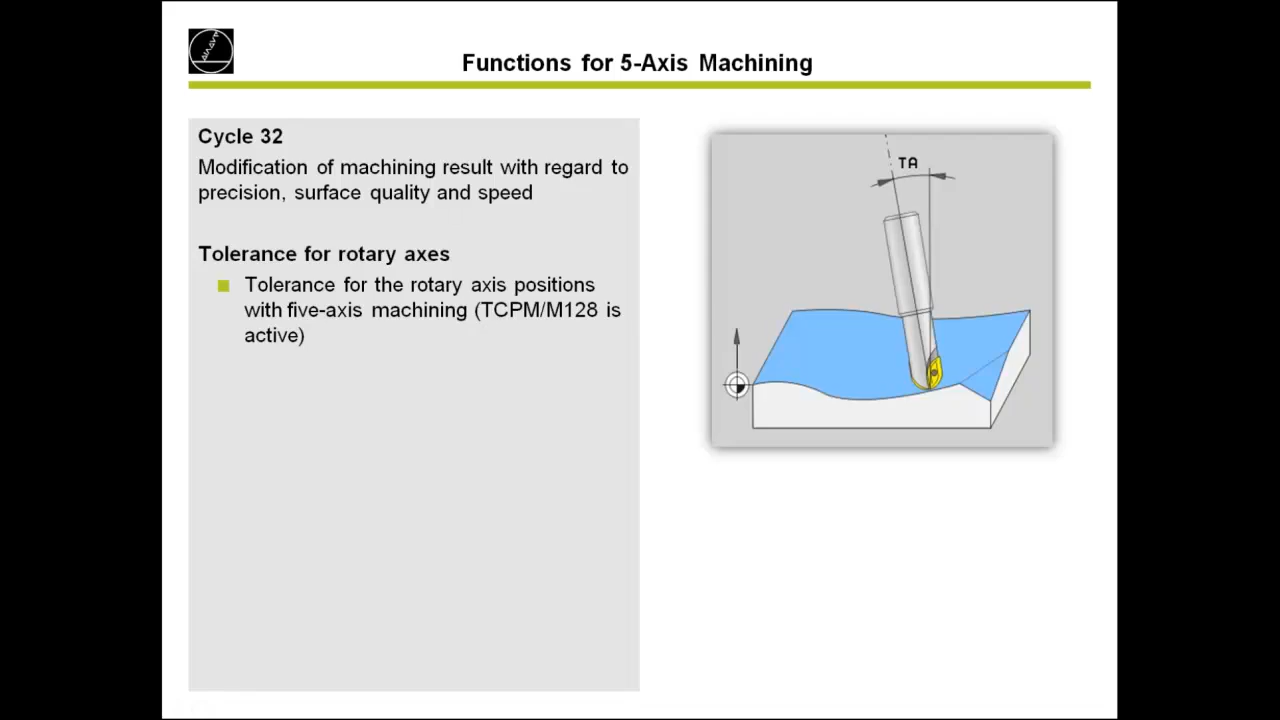 Functions for 5-Axis Machining
Cycle 32
Modification of machining result with regard to
precision, surface quality and speed
Tolerance for rotary axes
Tolerance for the rotary axis positions
with five-axis machining (TCPM/M128 is
active)
TA